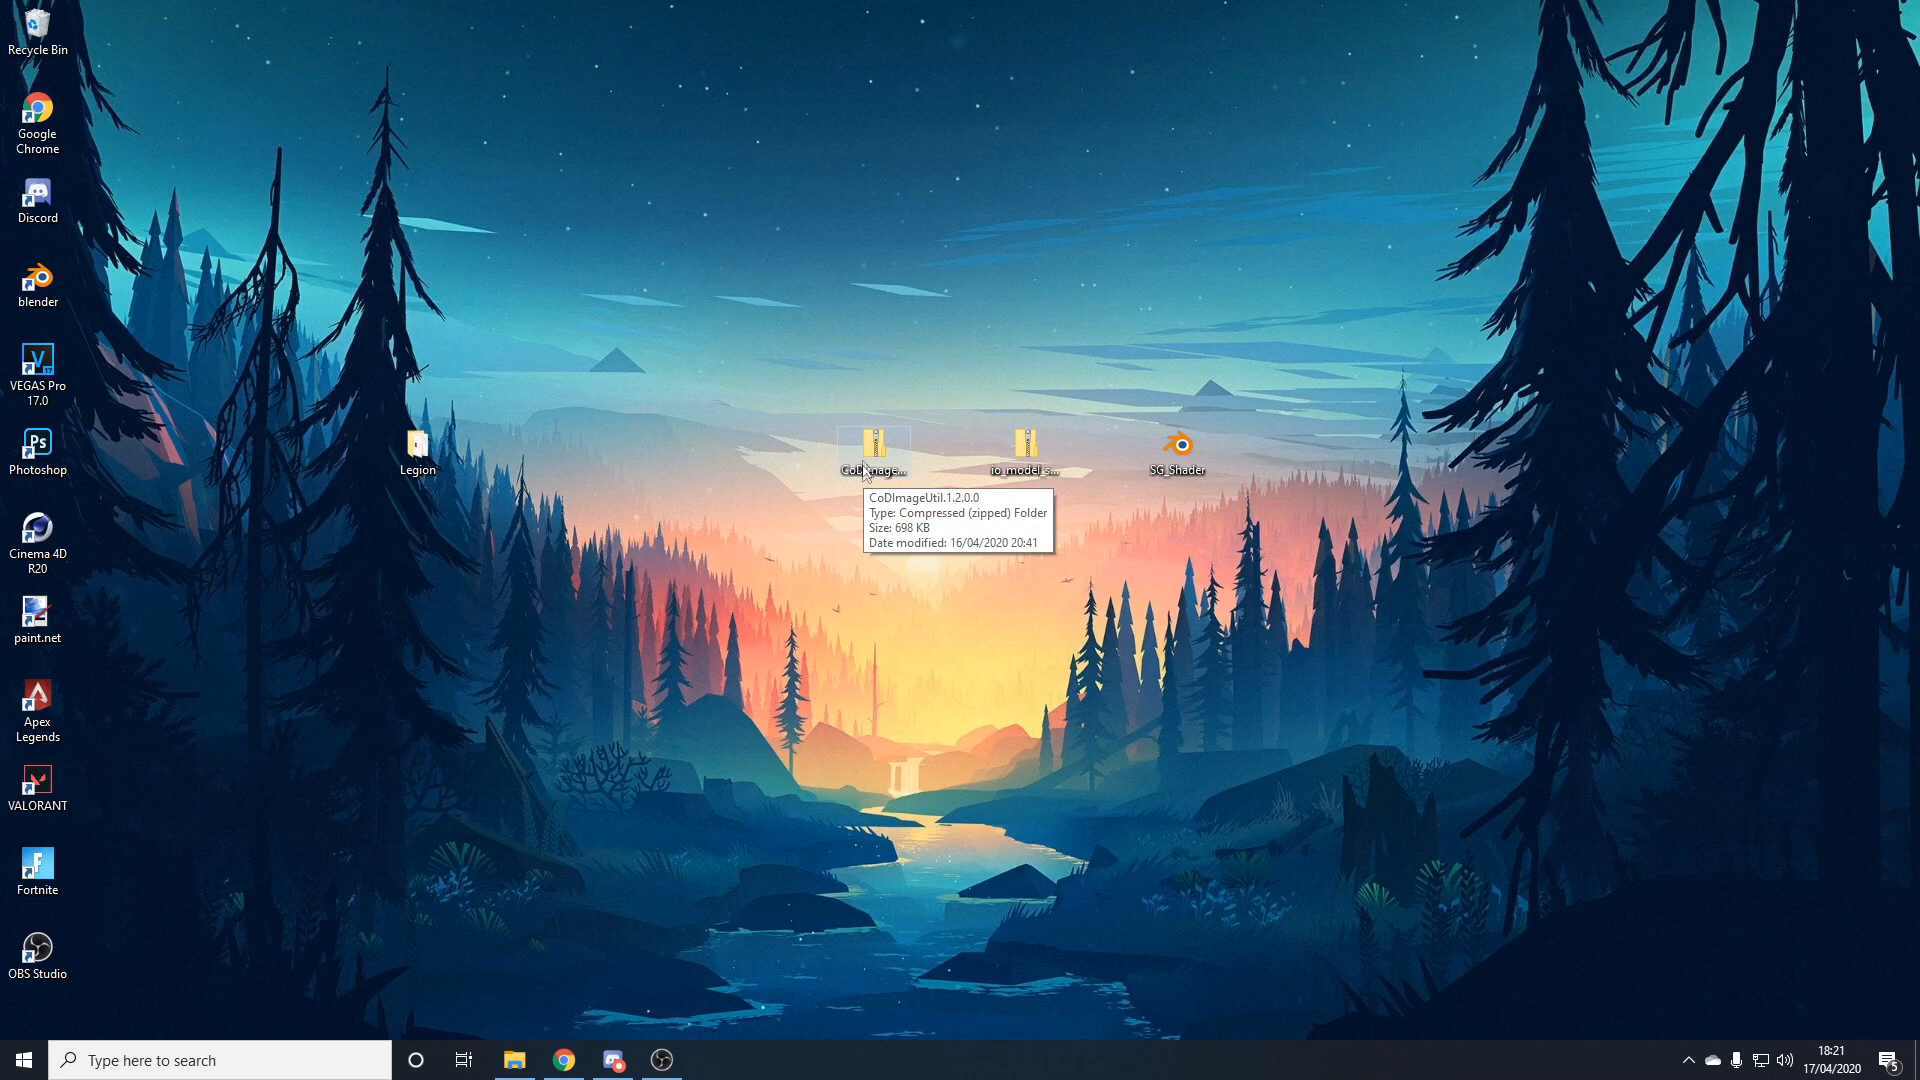 Recycle Bin
Google
Chrome
Discord
blender
VEGAS Pro
17.0
Photoshop
Cinema 4D
R20
paint.net
Apex
Legends
VALORANT
Fortnite
OBS Studio
Legion
CoDImage...
io_model_s...
SG_Shader
CoDImageUtil.1.2.0.0
Type: Compressed (zipped) Folder
Size: 698 KB
Date modified: 16/04/2020 20:41
Type here to search
18:21
17/04/2020
5